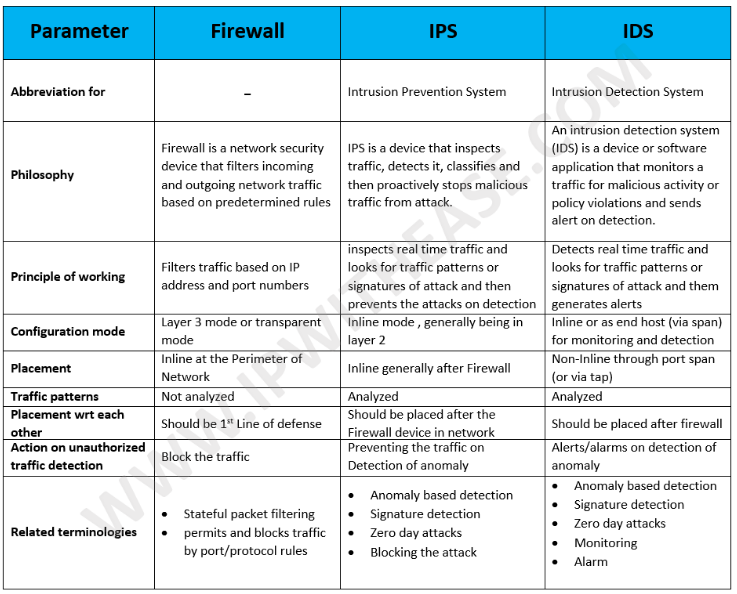 Parameter Firewall IPS IDS
Abbreviation for – Intrusion Prevention System Intrusion Detection System
Philosophy
Firewall is a network security
device that filters incoming
and outgoing network traffic
based on predetermined rules
IPS is a device that inspects
traffic, detects it, classifies and
then proactively stops malicious
traffic from attack.
An intrusion detection system
(IDS) is a device or software
application that monitors a
traffic for malicious activity or
policy violations and sends
alert on detection.
Principle of working
Filters traffic based on IP
address and port numbers
inspects real time traffic and
looks for traffic patterns or
signatures of attack and then
prevents the attacks on detection
Detects real time traffic and
looks for traffic patterns or
signatures of attack and them
generates alerts
Configuration mode
Layer 3 mode or transparent
mode
Inline mode , generally being in
layer 2
Inline or as end host (via span)
for monitoring and detection
Placement
Inline at the Perimeter of
Network
Inline generally after Firewall
Non-Inline through port span
(or via tap)
Traffic patterns Not analyzed Analyzed Analyzed
Placement wrt each
other
Should be 1st Line of defense
Should be placed after the
Firewall device in network
Should be placed after firewall
Action on unauthorized
traffic detection
Block the traffic
Preventing the traffic on
Detection of anomaly
Alerts/alarms on detection of
anomaly
Related terminologies
• Stateful packet filtering
• permits and blocks traffic
by port/protocol rules
• Anomaly based detection
• Signature detection
• Zero day attacks
• Blocking the attack
• Anomaly based detection
• Signature detection
• Zero day attacks
• Monitoring
• Alarm
WWW.IPWITHEASE.COM